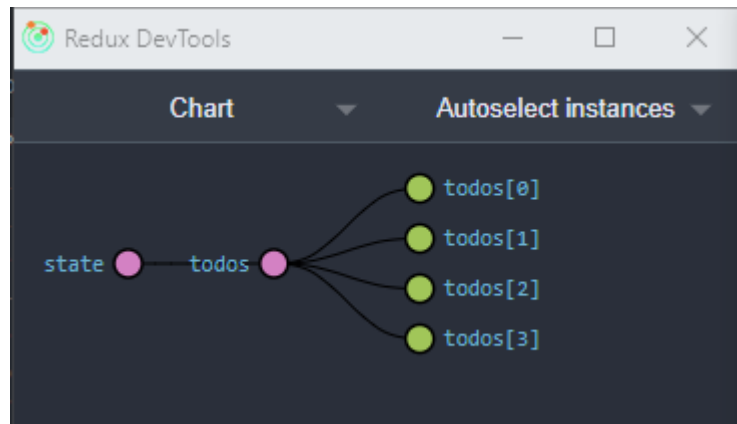 Redux DevTools
Chart Autoselect instances
todos[0]
todos[1]
state todos
todos[2]
todos[3]